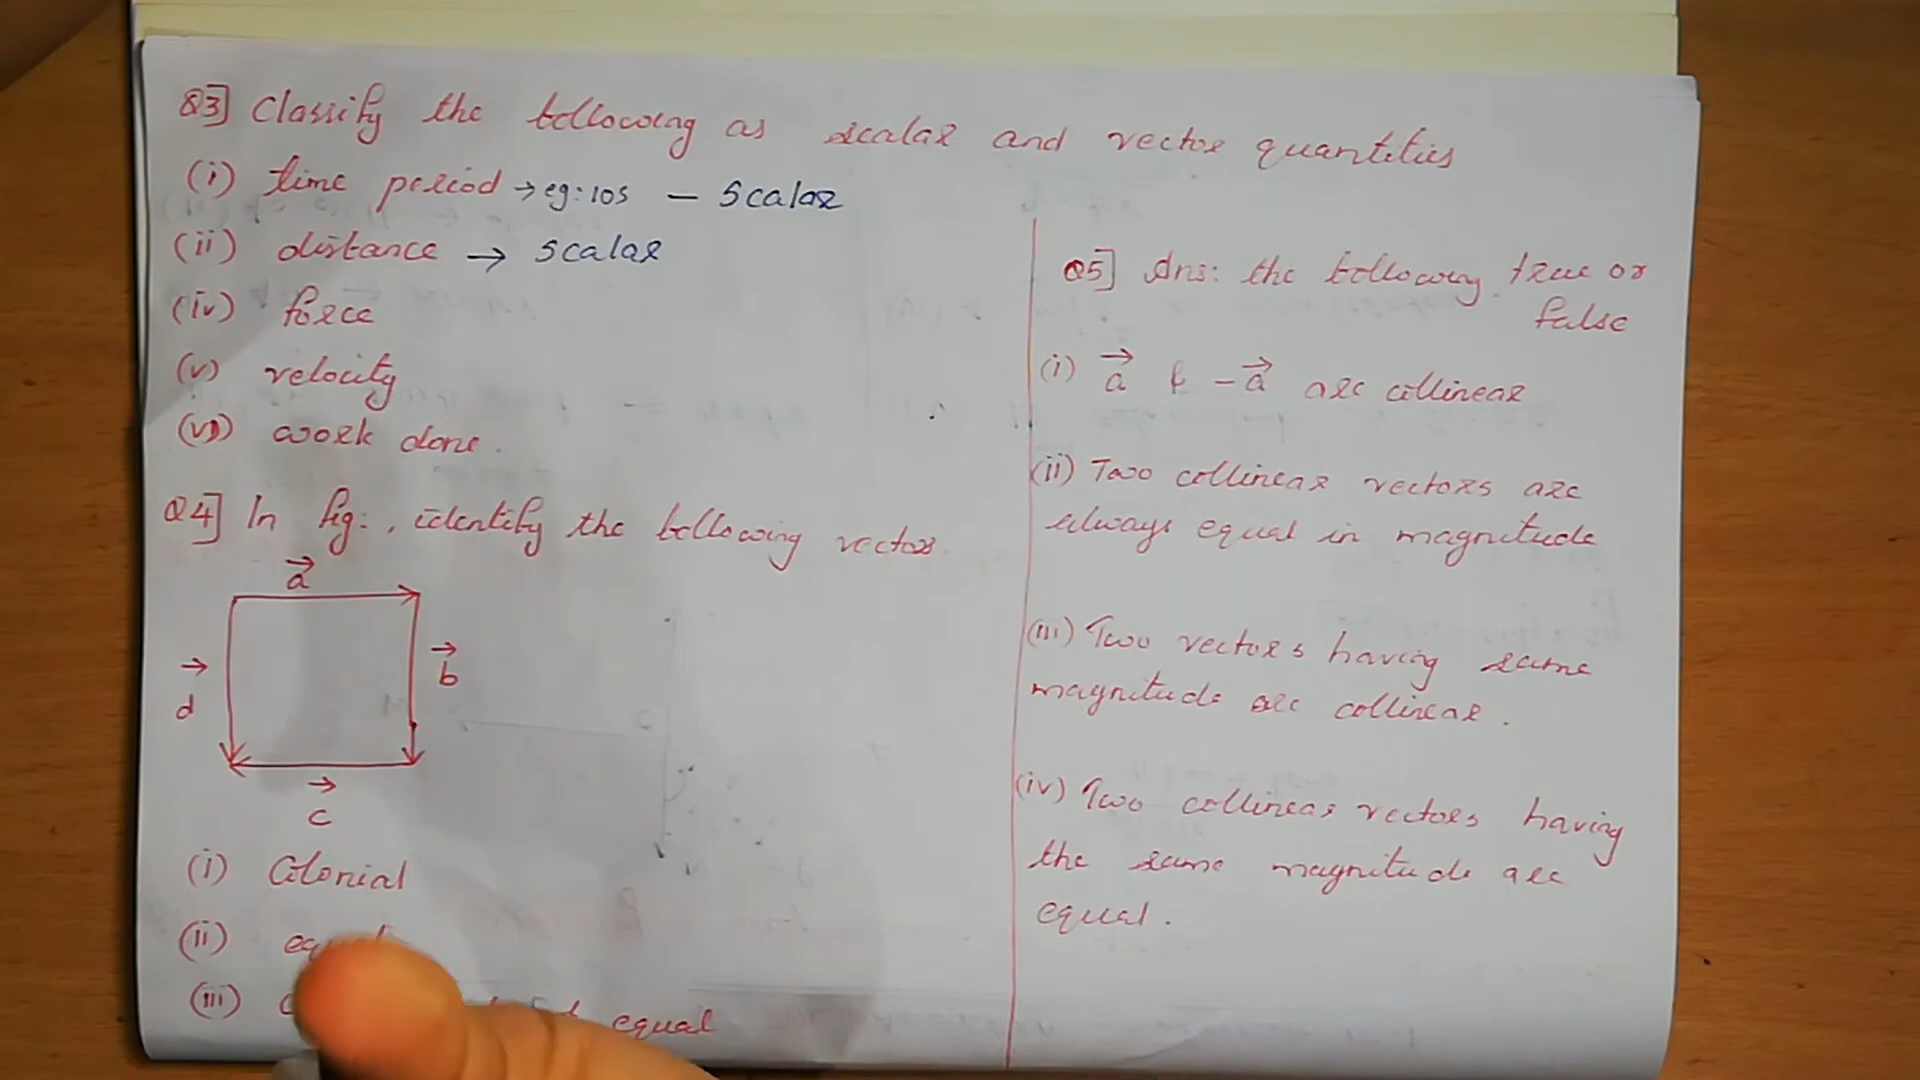 Q3] Classify the following as scalar and vector quantities
(i) time period → eg: 10s — Scalar
(ii) distance → Scalar
(iv) force
(v) velocity
(vi) work done.
Q4] In fig:, identify the following vector
a
b
d
c
(i) Coinitial
(ii)
(iii) equal
Q5] Ans: the following true or
false
(i) a & -a are collinear
(ii) Two collinear vectors are
always equal in magnitude
(iii) Two vectors having same
magnitude are collinear.
(iv) Two collinear vectors having
the same magnitude are
equal.